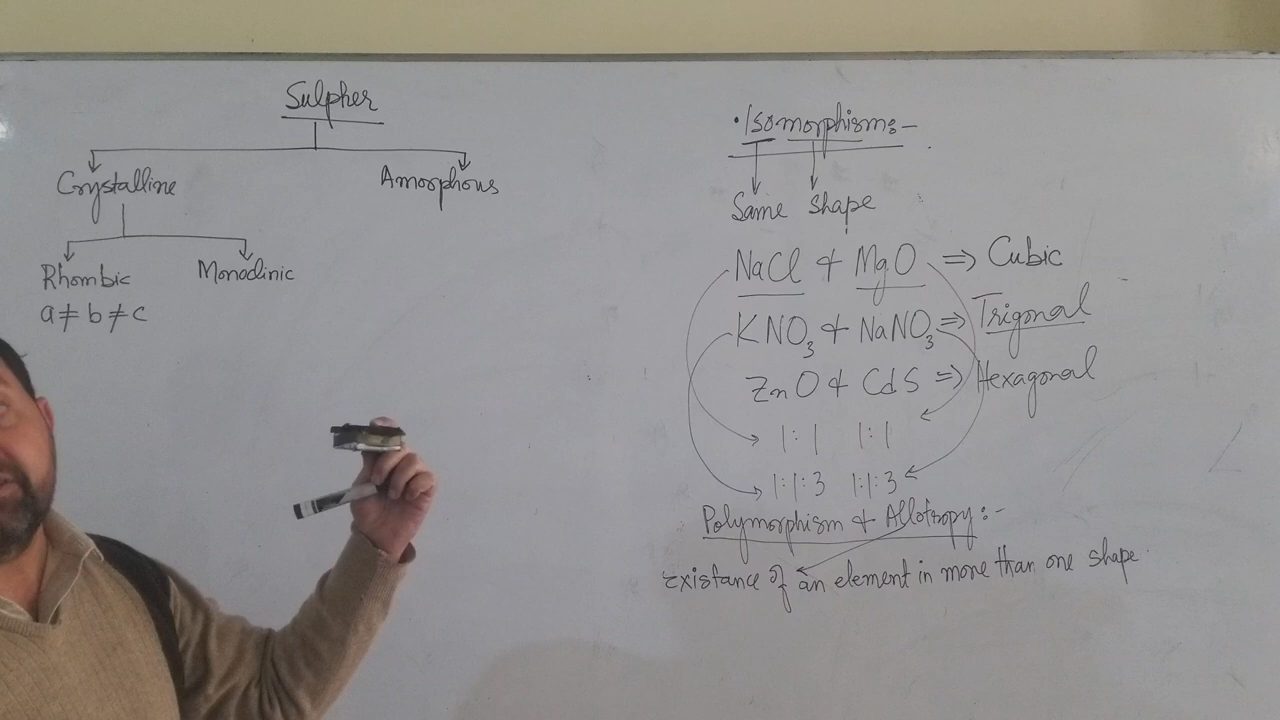 Sulpher
Crystalline Amorphous
Rhombic Monoclinic
a ≠ b ≠ c
• Isomorphism:-
Same shape
NaCl + MgO ⇒ Cubic
KNO₃ + NaNO₃ ⇒ Trigonal
ZnO + CdS ⇒ Hexagonal
1:1 1:1
1:1:3 1:1:3
Polymorphism + Allotropy:-
Existance of an element in more than one shape.